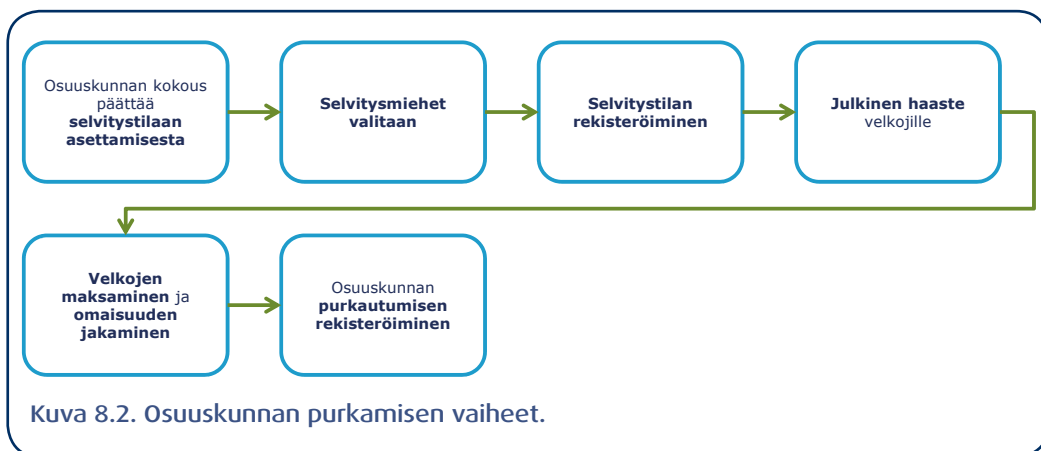 Osuuskunnan kokous
päättää
selvitystilaan
asettamisesta
Selvitysmiehet
valitaan
Selvitystilan
rekisteröiminen
Julkinen haaste
velkojille
Velkojen
maksaminen ja
omaisuuden
jakaminen
Osuuskunnan
purkautumisen
rekisteröiminen
Kuva 8.2. Osuuskunnan purkamisen vaiheet.